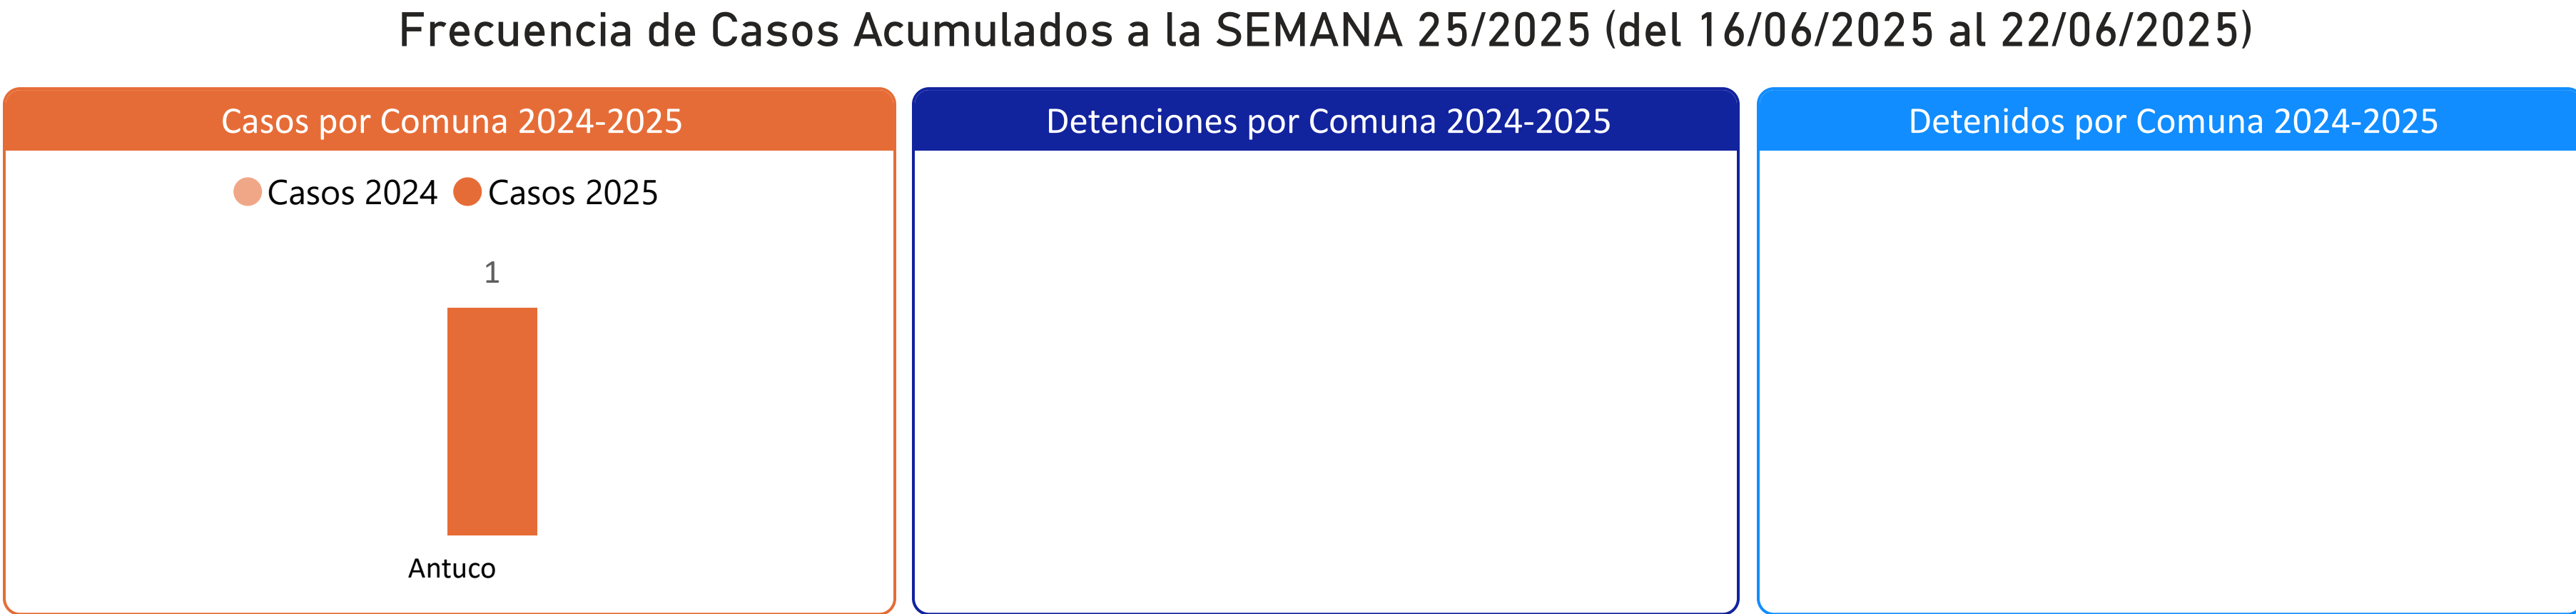 Frecuencia de Casos Acumulados a la SEMANA 25/2025 (del 16/06/2025 al 22/06/2025)
Casos por Comuna 2024-2025
Casos 2024 Casos 2025
1
Antuco
Detenciones por Comuna 2024-2025
Detenidos por Comuna 2024-2025